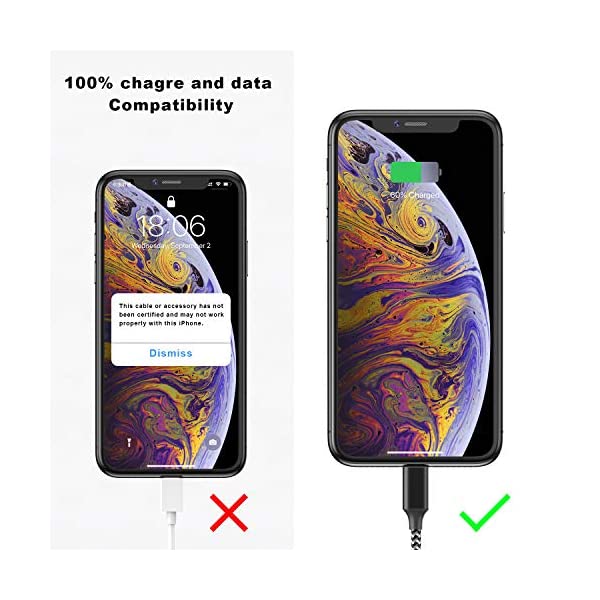 100% chagre and data
Compatibility
18:06
Wednesday, September 2
This cable or accessory has not
been certified and may not work
properly with this iPhone.
Dismiss
60% Charged